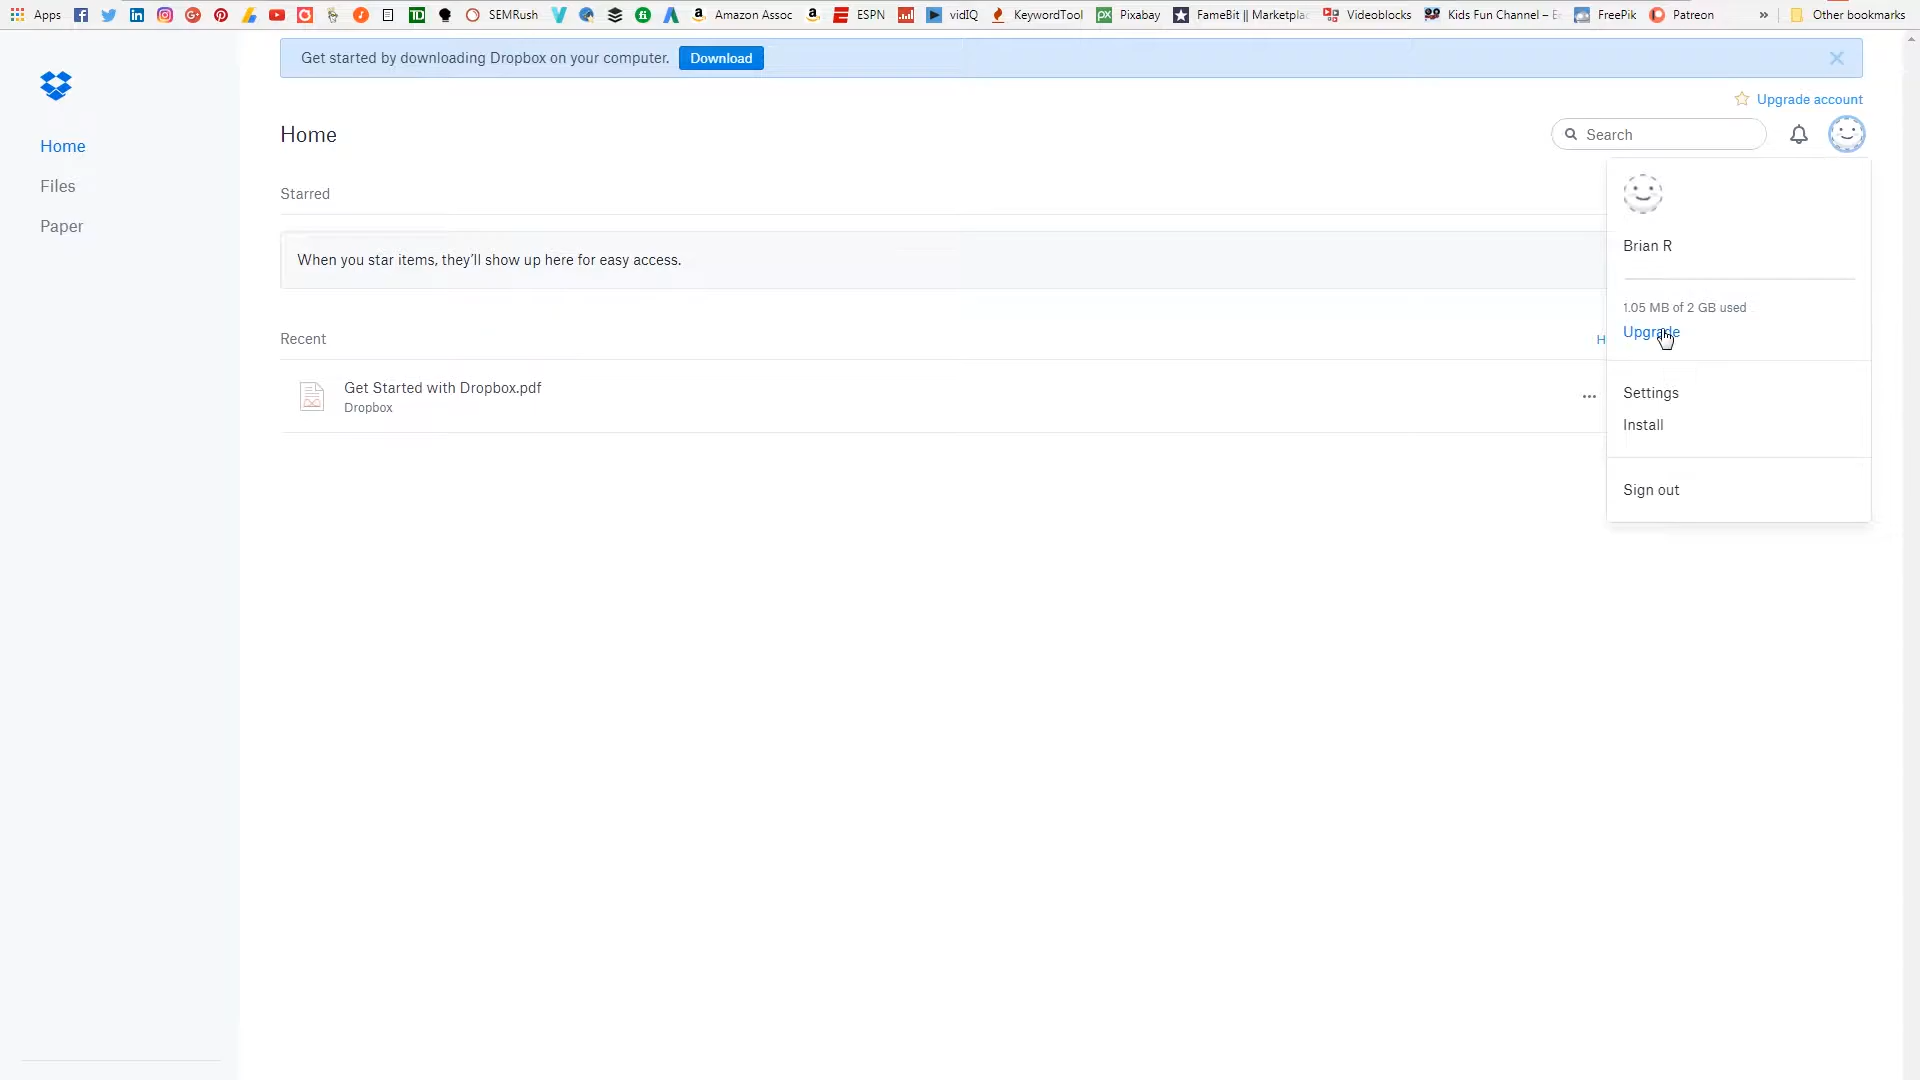 Apps
SEMRush
Amazon Assoc
ESPN
vidIQ
KeywordTool
Pixabay
FameBit || Marketpla
Videoblocks
Kids Fun Channel – E
FreePik
Patreon
»
Other bookmarks
Get started by downloading Dropbox on your computer. Download
Upgrade account
Home
Files
Paper
Home
Search
Starred
When you star items, they'll show up here for easy access.
Recent
H
Get Started with Dropbox.pdf
Dropbox
Brian R
1.05 MB of 2 GB used
Upgrade
Settings
Install
Sign out